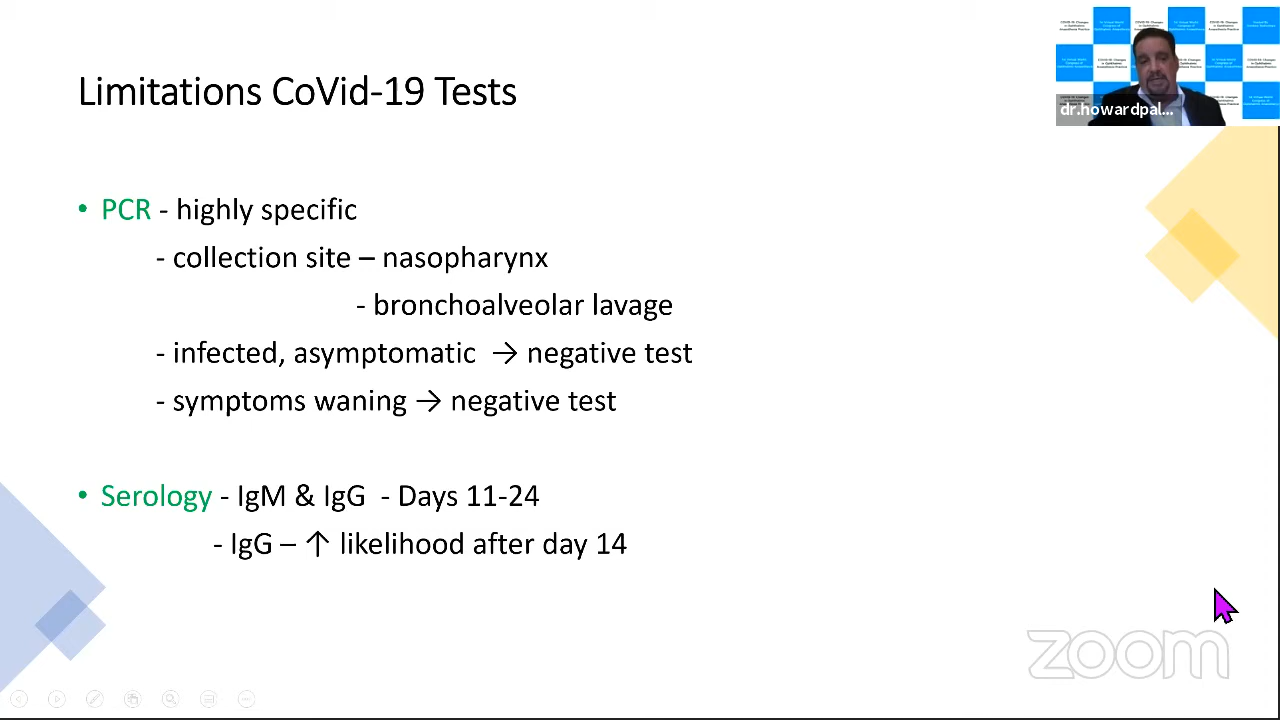 Limitations CoVid-19 Tests
• PCR - highly specific
- collection site – nasopharynx
- bronchoalveolar lavage
- infected, asymptomatic → negative test
- symptoms waning → negative test
• Serology - IgM & IgG - Days 11-24
- IgG – ↑ likelihood after day 14
dr.howardpal...
zoom